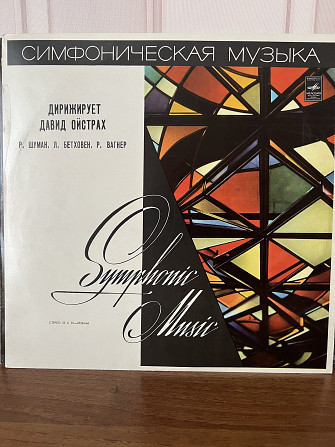 СИМФОНИЧЕСКАЯ МУЗЫКА
ДИРИЖИРУЕТ
ДАВИД ОЙСТРАХ
Р. ШУМАН, Л. БЕТХОВЕН, Р. ВАГНЕР
Symphonic
Music